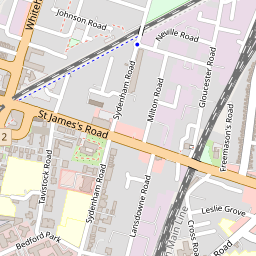 Johnson Road
Whiteh
Neville Road
Gloucester Road
Sydenham Road
Milton Road
Freemason's Road
St James's Road
2
Tavistock Road
Sydenham Road
Lansdowne Road
Leslie Grove
Bedford Park
n Main Line
Cross Road
Road